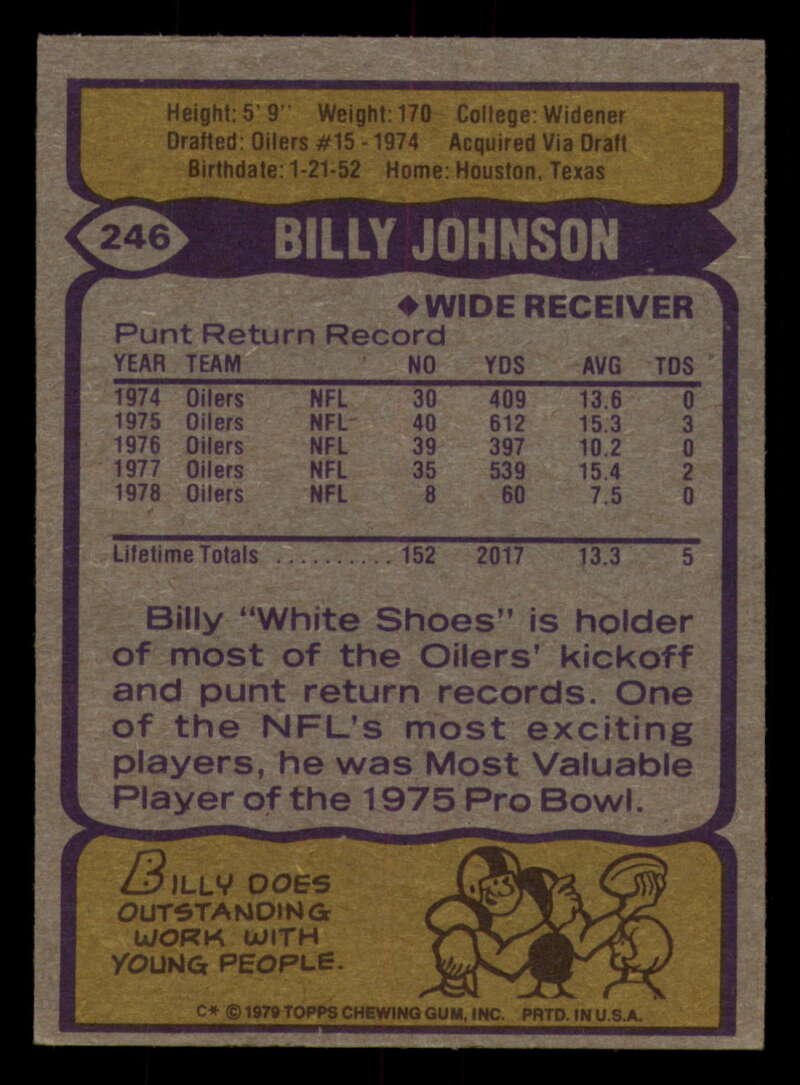 Height: 5' 9" Weight: 170 College: Widener
Drafted: Oilers #15 - 1974 Acquired Via Draft
Birthdate: 1-21-52 Home: Houston, Texas
246 BILLY JOHNSON
◆WIDE RECEIVER
Punt Return Record
YEAR TEAM NO YDS AVG TDS
1974 Oilers NFL 30 409 13.6 0
1975 Oilers NFL 40 612 15.3 3
1976 Oilers NFL 39 397 10.2 0
1977 Oilers NFL 35 539 15.4 2
1978 Oilers NFL 8 60 7.5 0
Lifetime Totals .......... 152 2017 13.3 5
Billy "White Shoes" is holder
of most of the Oilers' kickoff
and punt return records. One
of the NFL's most exciting
players, he was Most Valuable
Player of the 1975 Pro Bowl.
BILLY DOES
OUTSTANDING
WORK WITH
YOUNG PEOPLE.
C* © 1979 TOPPS CHEWING GUM, INC. PRTD. IN U.S.A.